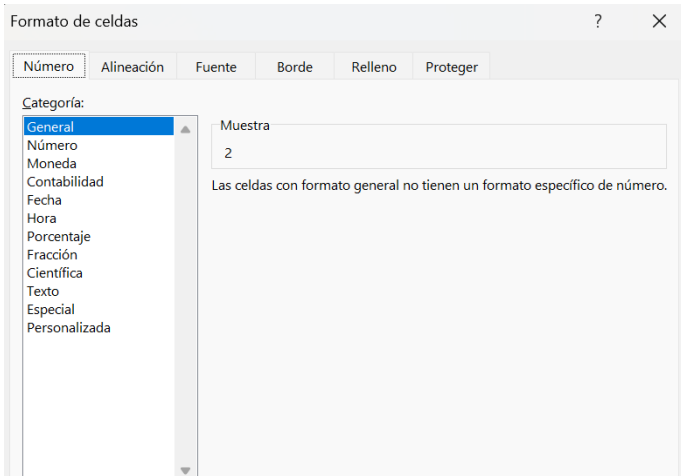 Formato de celdas ?
Número Alineación Fuente Borde Relleno Proteger
Categoría:
General
Número
Moneda
Contabilidad
Fecha
Hora
Porcentaje
Fracción
Científica
Texto
Especial
Personalizada
Muestra
2
Las celdas con formato general no tienen un formato específico de número.